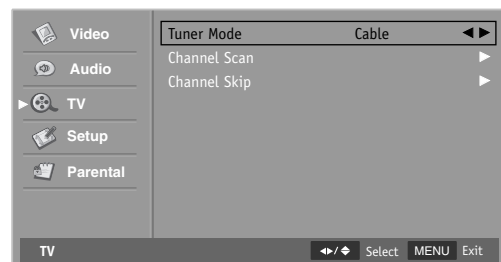 Video
Audio
TV
Setup
Parental
Tuner Mode Cable
Channel Scan
Channel Skip
TV
Select MENU Exit